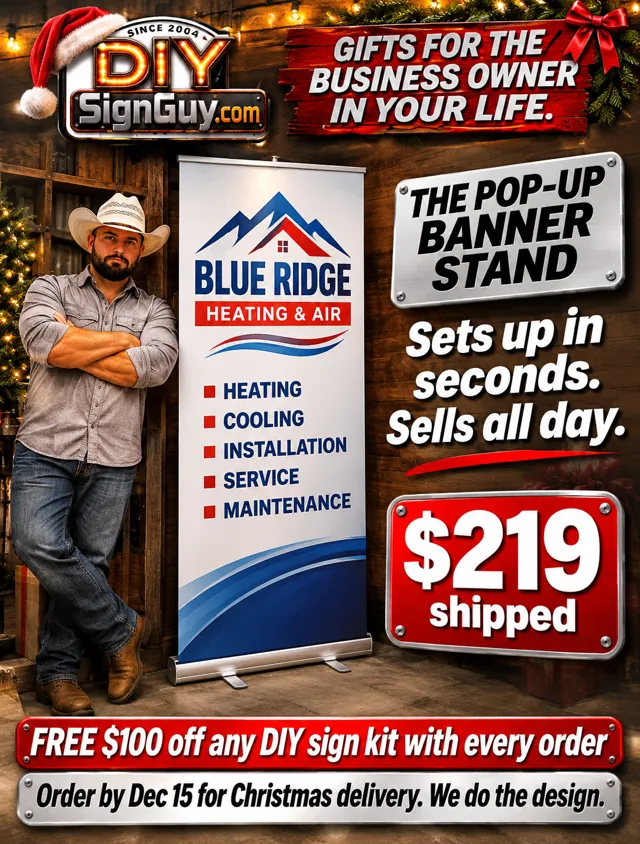 SINCE 2004
DIY
SignGuy.com
GIFTS FOR THE
BUSINESS OWNER
IN YOUR LIFE.
THE POP-UP
BANNER
STAND
BLUE RIDGE
HEATING & AIR
HEATING
COOLING
INSTALLATION
SERVICE
MAINTENANCE
Sets up in
seconds.
Sells all day.
$219
shipped
FREE $100 off any DIY sign kit with every order
Order by Dec 15 for Christmas delivery. We do the design.